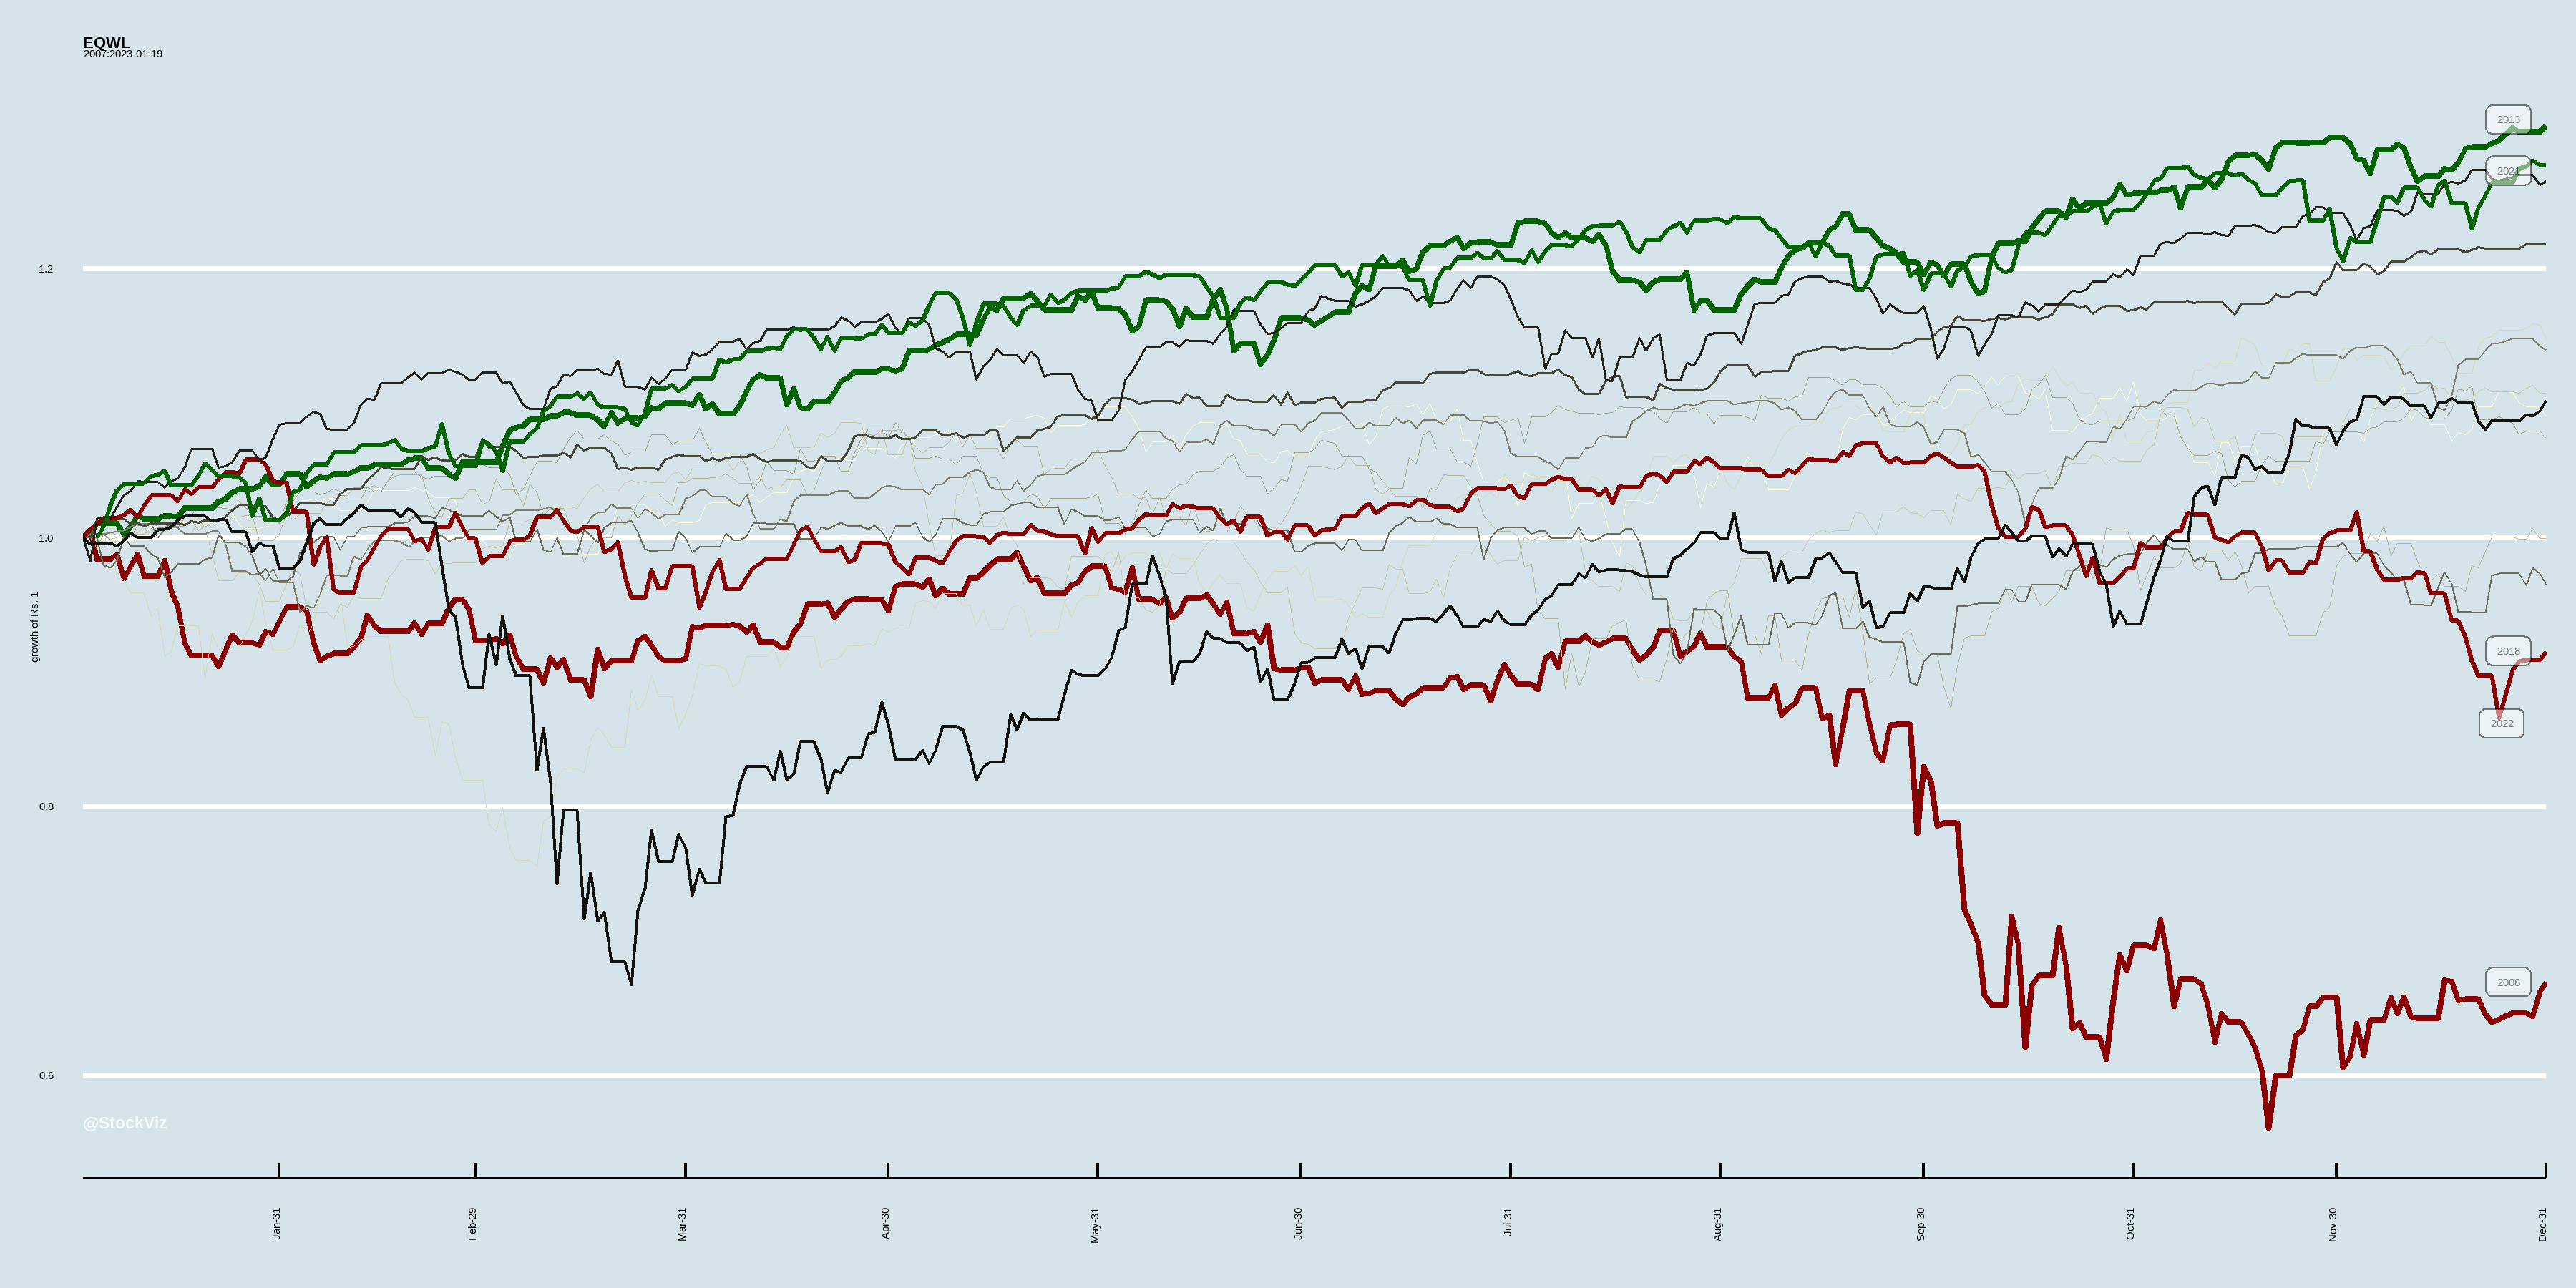 EQWL
2007:2023-01-19
2013
2021
1.2
1.0
growth of Rs. 1
2018
2022
0.8
2008
0.6
@StockViz
Jan-31
Feb-29
Mar-31
Apr-30
May-31
Jun-30
Jul-31
Aug-31
Sep-30
Oct-31
Nov-30
Dec-31